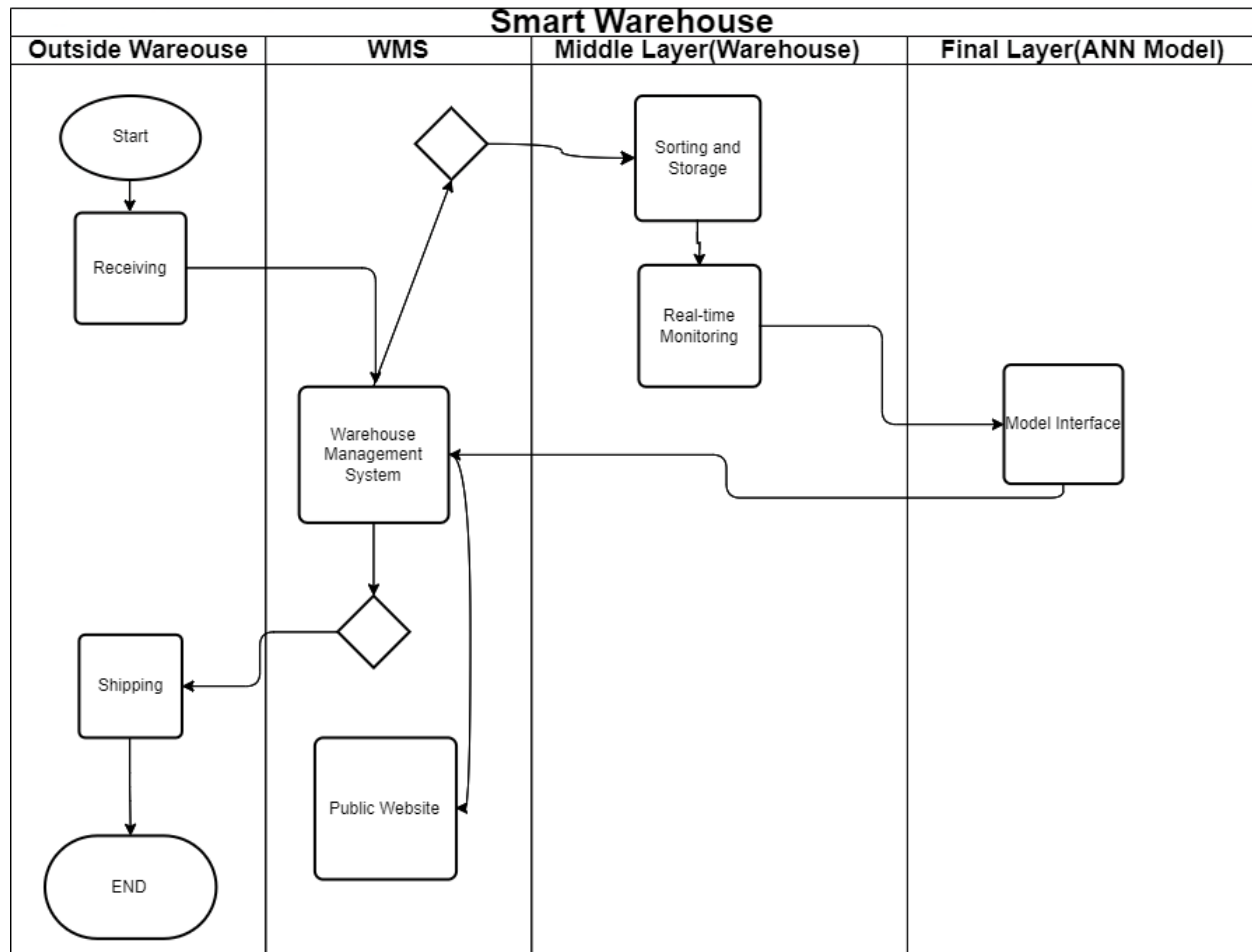 Smart Warehouse
Outside Wareouse
WMS
Middle Layer(Warehouse)
Final Layer(ANN Model)
Start
Receiving
Sorting and
Storage
Real-time
Monitoring
Model Interface
Warehouse
Management
System
Shipping
Public Website
END